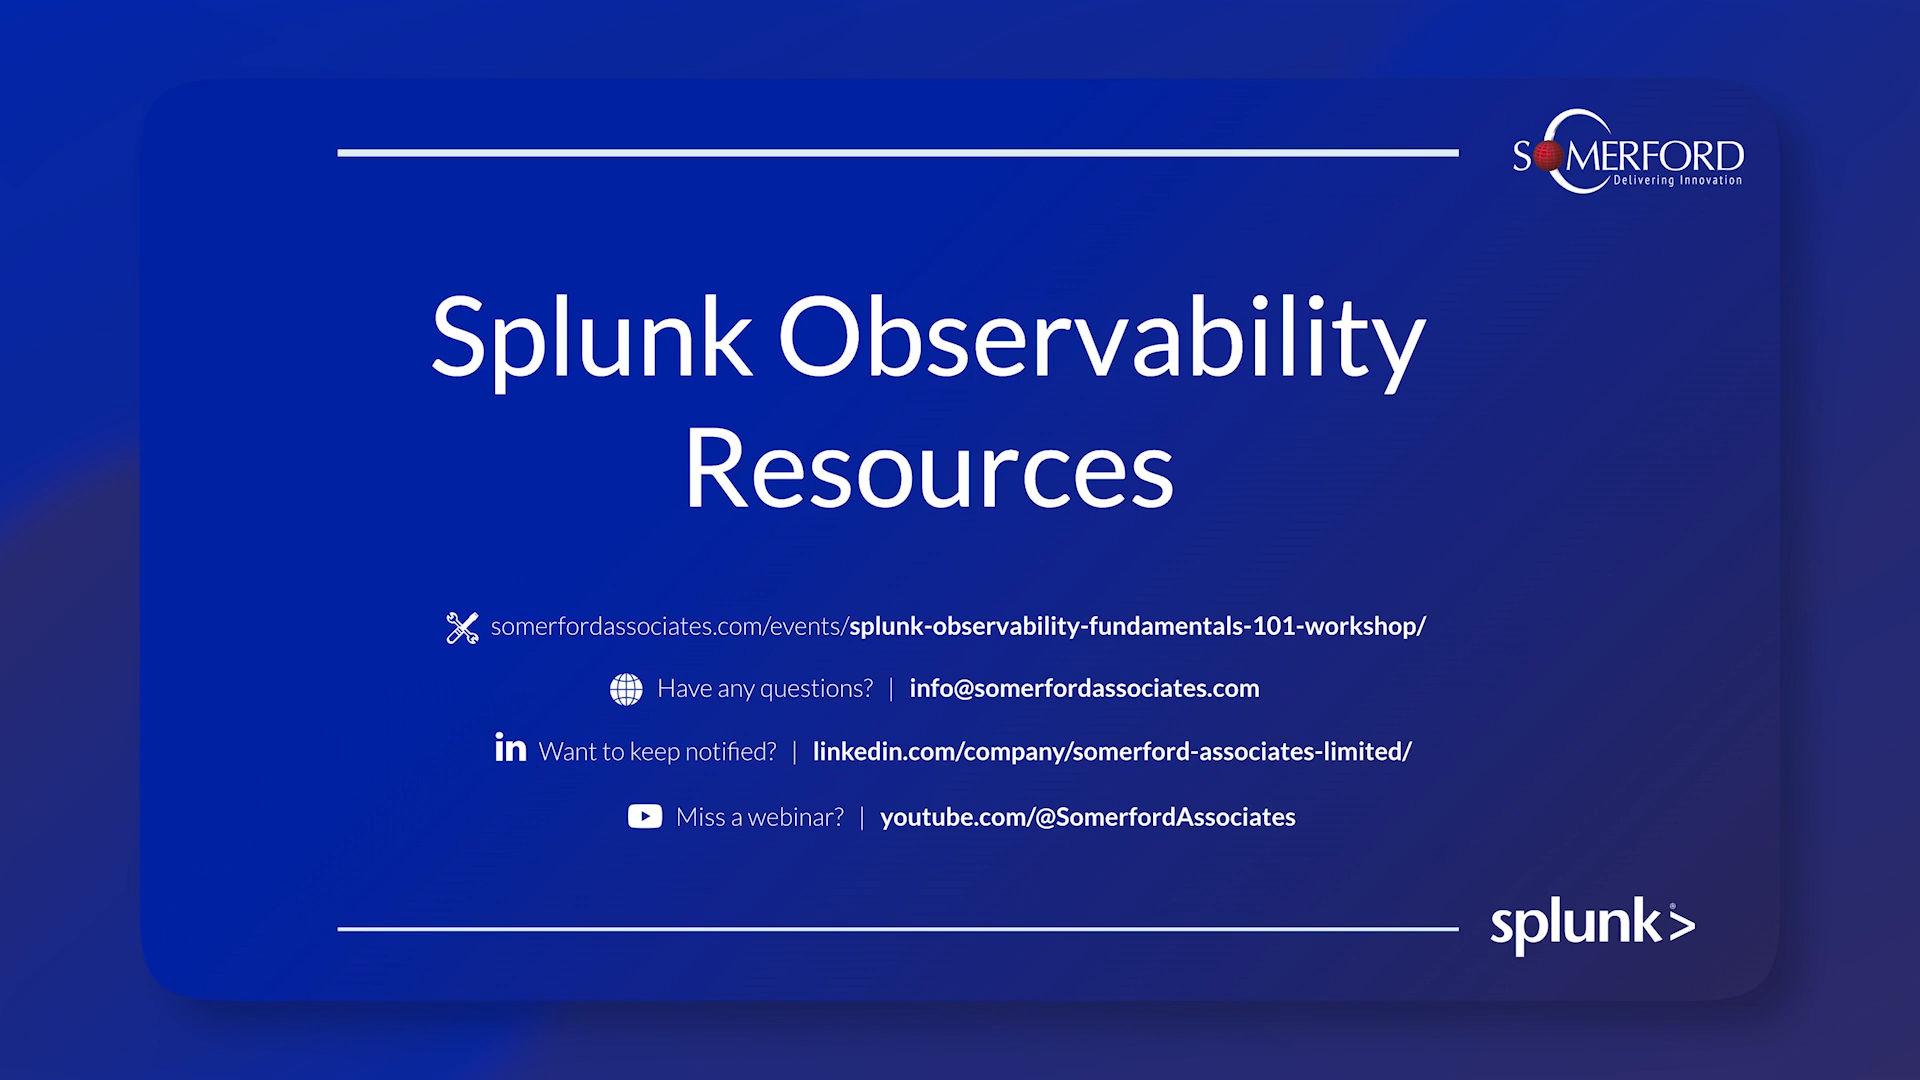 SOMERFORD
Delivering Innovation
Splunk Observability
Resources
somerfordassociates.com/events/splunk-observability-fundamentals-101-workshop/
Have any questions? | info@somerfordassociates.com
in Want to keep notified? | linkedin.com/company/somerford-associates-limited/
Miss a webinar? | youtube.com/@SomerfordAssociates
splunk>®